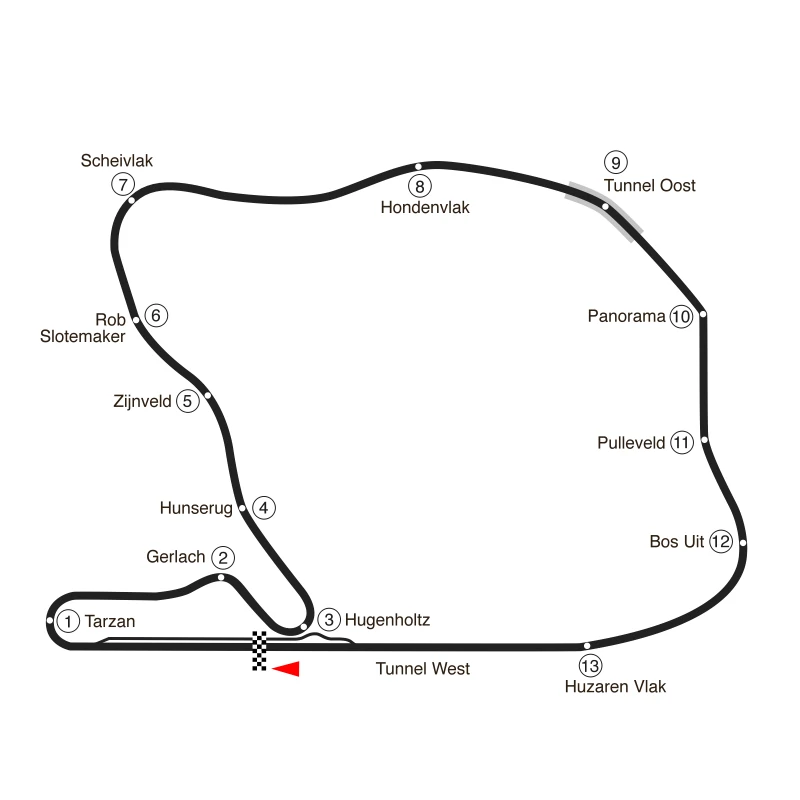 9
Scheivlak
7
8
Tunnel Oost
Hondenvlak
Rob
Slotemaker
6
Panorama 10
Zijnveld 5
Pulleveld 11
Hunserug 4
Bos Uit 12
Gerlach 2
1 Tarzan
3 Hugenholtz
Tunnel West
13
Huzaren Vlak